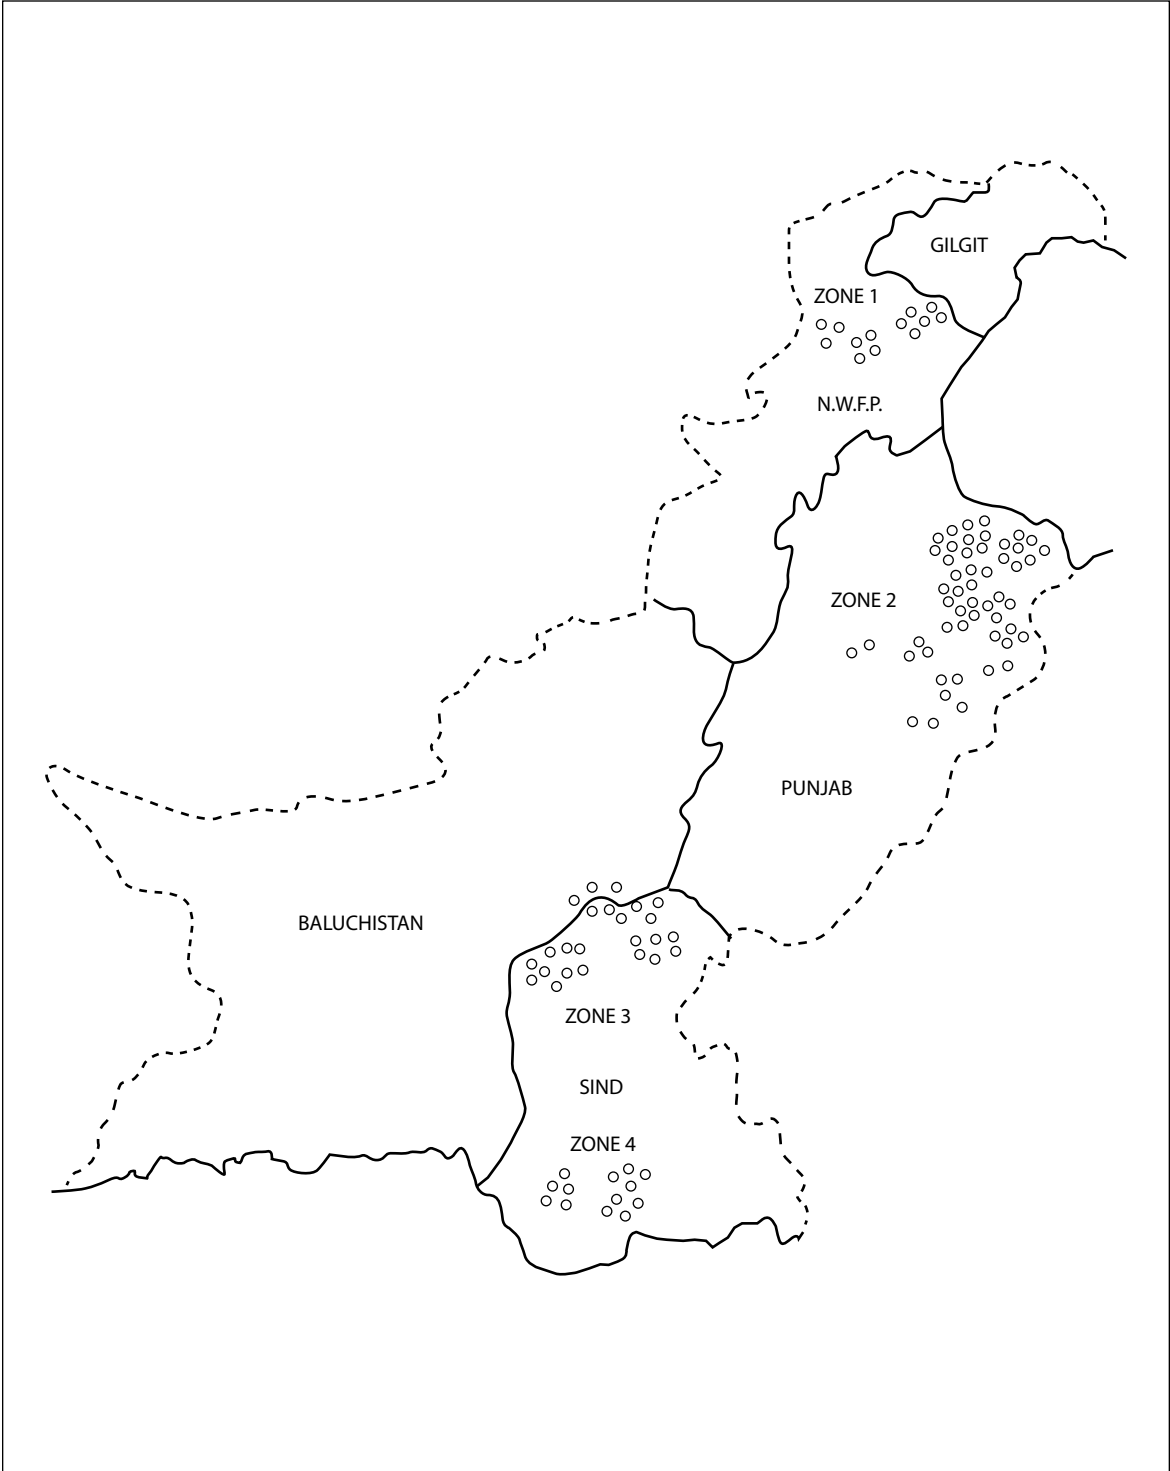 GILGIT
ZONE 1
N.W.F.P.
ZONE 2
PUNJAB
BALUCHISTAN
ZONE 3
SIND
ZONE 4